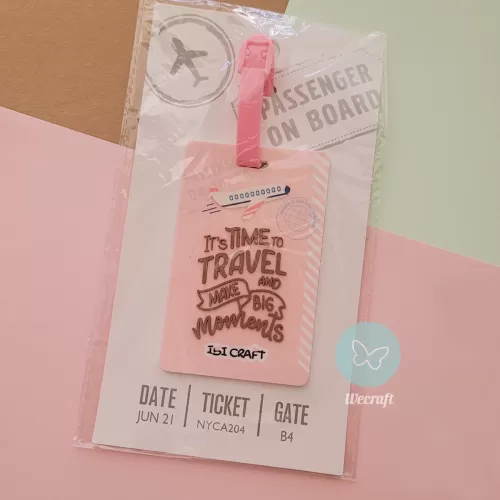 PASSENGER
ON BOARD
IT'S TIME TO
TRAVEL
AND
MAKE BIG
Moments
IBI CRAFT
DATE | TICKET | GATE
JUN 21 NYCA204 B4
Wecraft